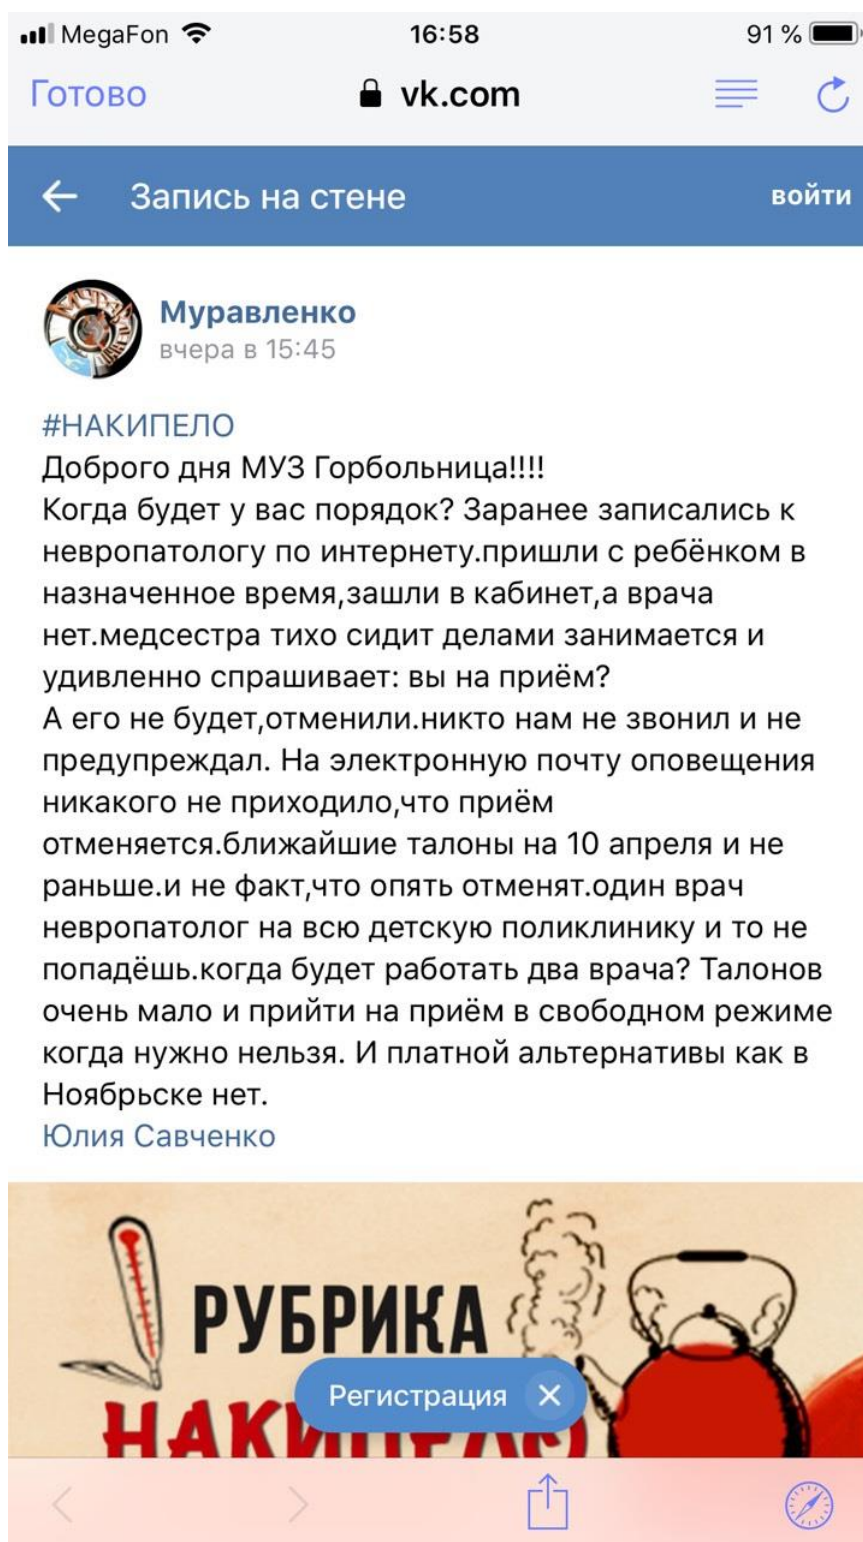 MegaFon 16:58 91 %
Готово vk.com
Запись на стене войти
Муравленко
вчера в 15:45
#НАКИПЕЛО
Доброго дня МУЗ Горбольница!!!!
Когда будет у вас порядок? Заранее записались к
невропатологу по интернету.пришли с ребёнком в
назначенное время,зашли в кабинет,а врача
нет.медсестра тихо сидит делами занимается и
удивленно спрашивает: вы на приём?
А его не будет,отменили.никто нам не звонил и не
предупреждал. На электронную почту оповещения
никакого не приходило,что приём
отменяется.ближайшие талоны на 10 апреля и не
раньше.и не факт,что опять отменят.один врач
невропатолог на всю детскую поликлинику и то не
попадёшь.когда будет работать два врача? Талонов
очень мало и прийти на приём в свободном режиме
когда нужно нельзя. И платной альтернативы как в
Ноябрьске нет.
Юлия Савченко
РУБРИКА
Регистрация
НАКИПЕЛО